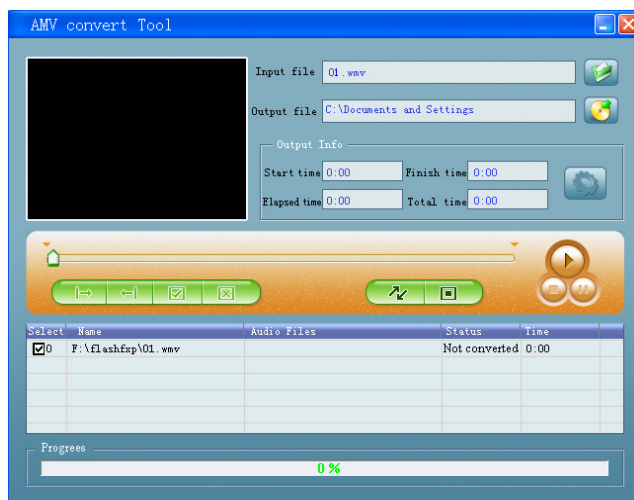 AMV convert Tool
Input file 01.wmv
Output file C:\Documents and Settings
Output Info
Start time 0:00 Finish time 0:00
Elapsed time 0:00 Total time 0:00
Select Name Audio Files Status Time
0 F:\flashfxp\01.wmv Not converted 0:00
Progrees
0 %